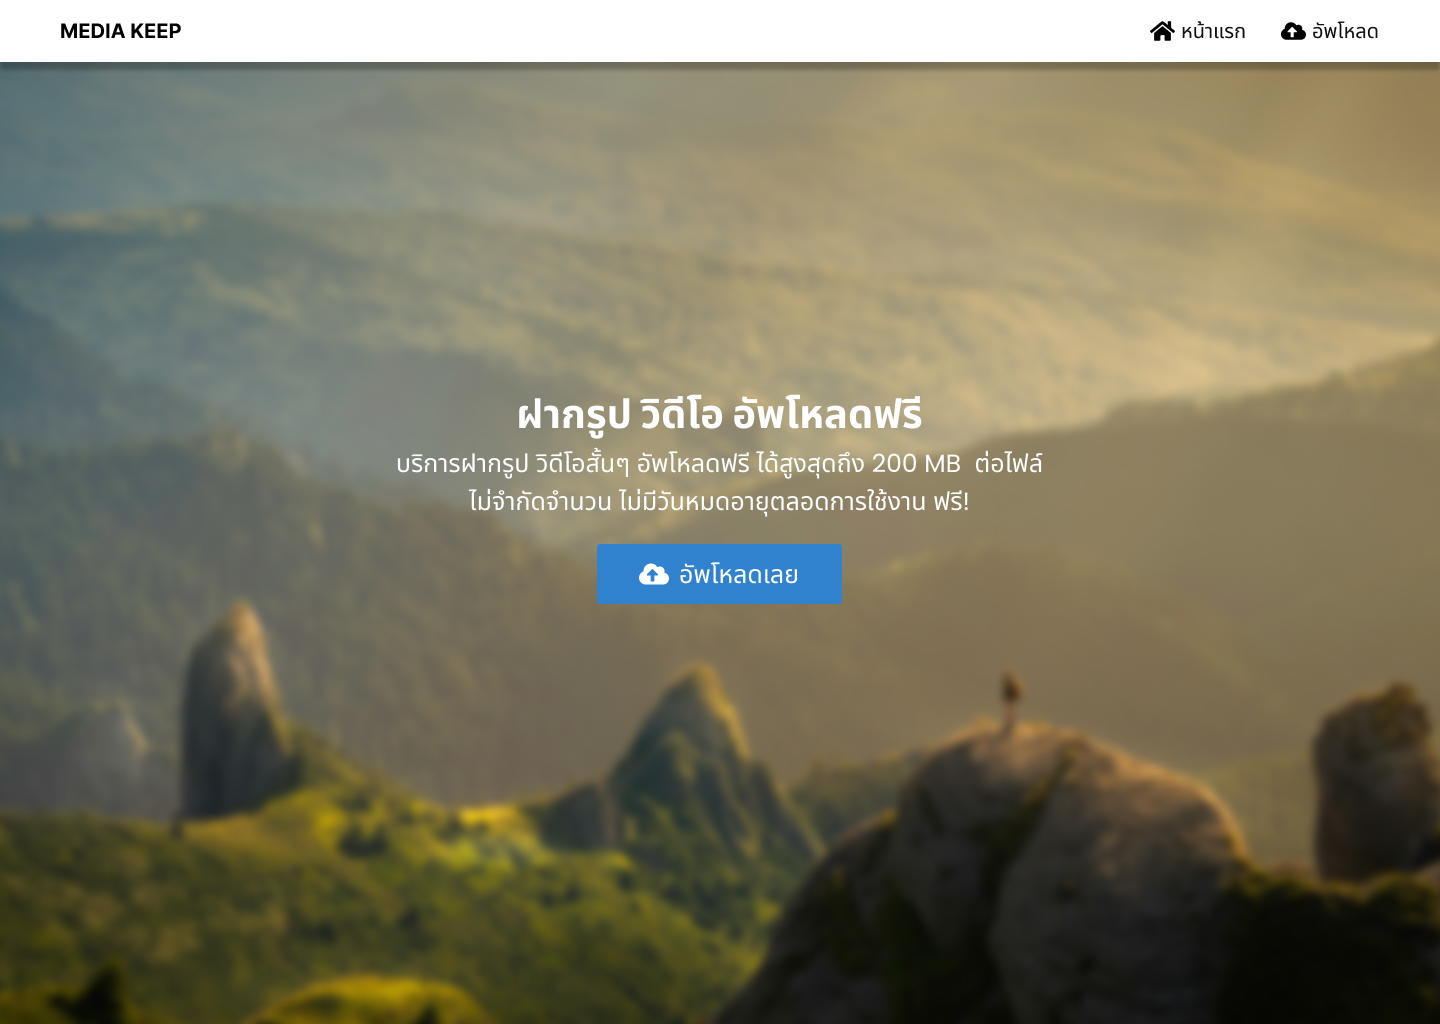 MEDIA KEEP
หน้าแรก
อัพโหลด
ฝากรูป วิดีโอ อัพโหลดฟรี
บริการฝากรูป วิดีโอสั้นๆ อัพโหลดฟรี ได้สูงสุดถึง 200 MB ต่อไฟล์
ไม่จำกัดจำนวน ไม่มีวันหมดอายุตลอดการใช้งาน ฟรี!
อัพโหลดเลย